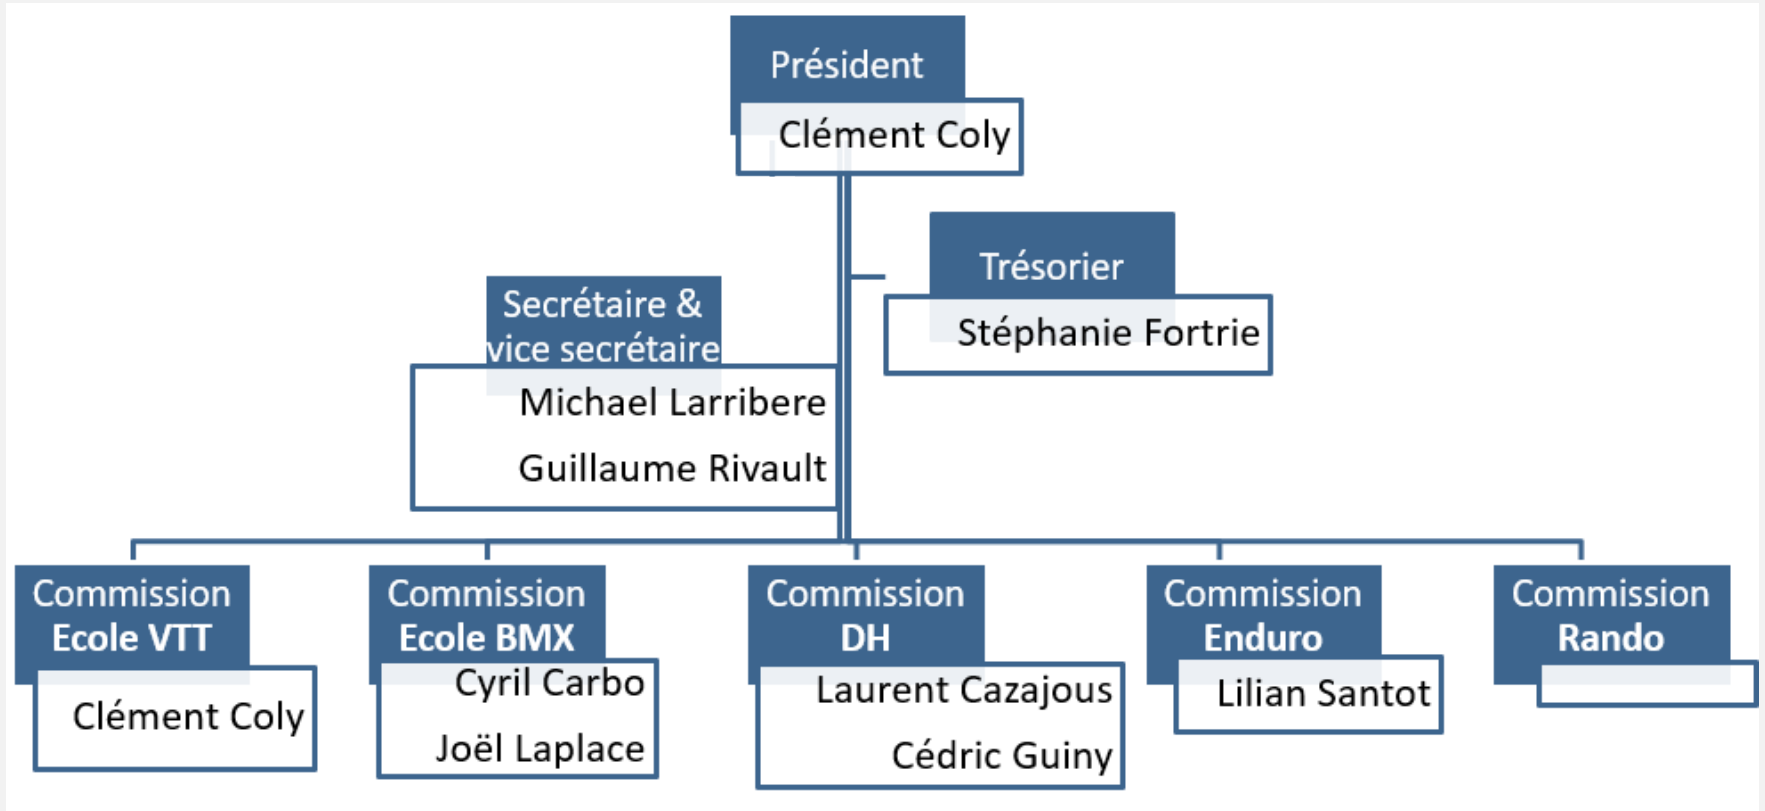 Président
Clément Coly
Trésorier
Stéphanie Fortrie
Secrétaire &
vice secrétaire
Michael Larribere
Guillaume Rivault
Commission
Ecole VTT
Clément Coly
Commission
Ecole BMX
Cyril Carbo
Joël Laplace
Commission
DH
Laurent Cazajous
Cédric Guiny
Commission
Enduro
Lilian Santot
Commission
Rando